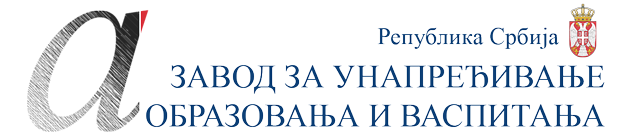 Република Србија
α ЗАВОД ЗА УНАПРЕЂИВАЊЕ
ОБРАЗОВАЊА И ВАСПИТАЊА